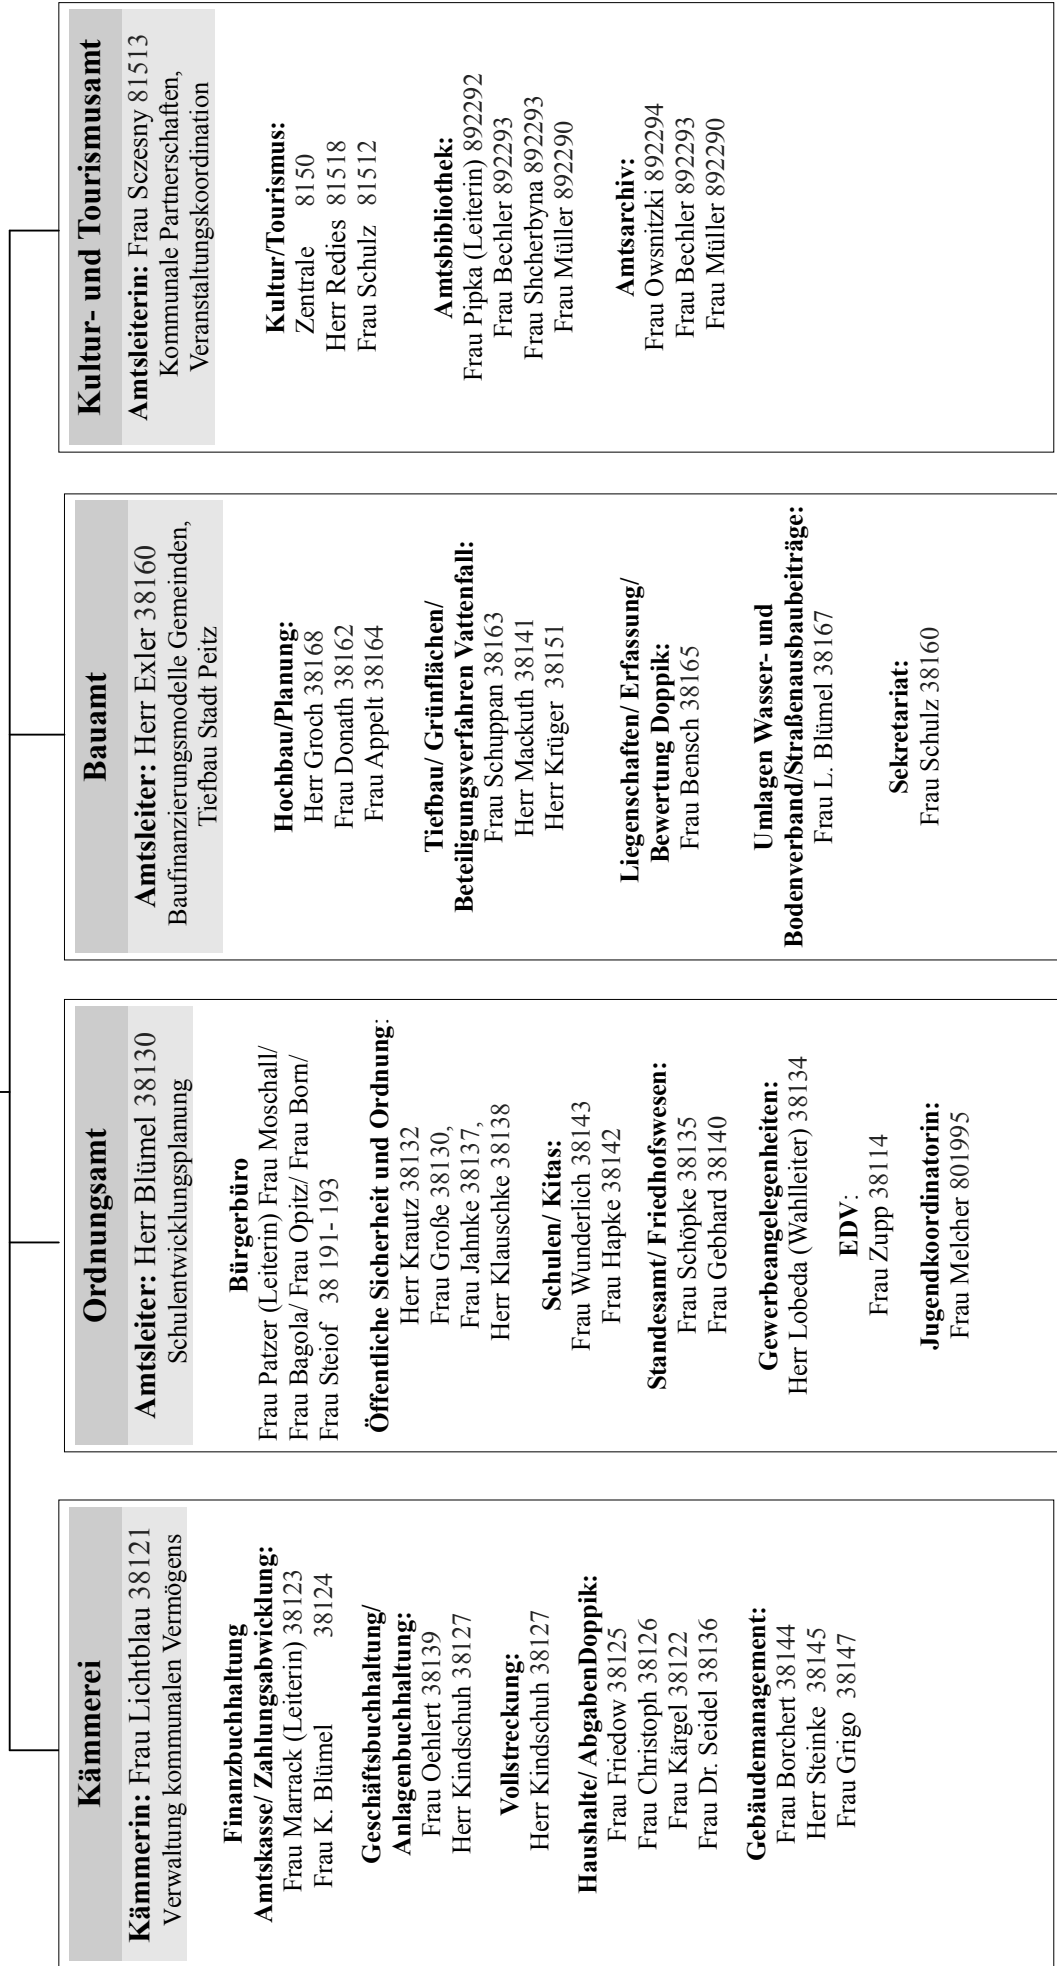 Kämmerei
Kämmerin: Frau Lichtblau 38121
Verwaltung kommunalen Vermögens
Finanzbuchhaltung
Amtskasse/ Zahlungsabwicklung:
Frau Marrack (Leiterin) 38123
Frau K. Blümel 38124
Geschäftsbuchhaltung/
Anlagenbuchhaltung:
Frau Oehlert 38139
Herr Kindschuh 38127
Vollstreckung:
Herr Kindschuh 38127
Haushalte/ AbgabenDoppik:
Frau Friedow 38125
Frau Christoph 38126
Frau Kärgel 38122
Frau Dr. Seidel 38136
Gebäudemanagement:
Frau Borchert 38144
Herr Steinke 38145
Frau Grigo 38147
Ordnungsamt
Amtsleiter: Herr Blümel 38130
Schulentwicklungsplanung
Bürgerbüro
Frau Patzer (Leiterin) Frau Moschall/
Frau Bagola/ Frau Opitz/ Frau Born/
Frau Steiof 38 191- 193
Öffentliche Sicherheit und Ordnung:
Herr Krautz 38132
Frau Große 38130,
Frau Jahnke 38137,
Herr Klauschke 38138
Schulen/ Kitas:
Frau Wunderlich 38143
Frau Hapke 38142
Standesamt/ Friedhofswesen:
Frau Schöpke 38135
Frau Gebhard 38140
Gewerbeangelegenheiten:
Herr Lobeda (Wahlleiter) 38134
EDV:
Frau Zupp 38114
Jugendkoordinatorin:
Frau Melcher 801995
Bauamt
Amtsleiter: Herr Exler 38160
Baufinanzierungsmodelle Gemeinden,
Tiefbau Stadt Peitz
Hochbau/Planung:
Herr Groch 38168
Frau Donath 38162
Frau Appelt 38164
Tiefbau/ Grünflächen/
Beteiligungsverfahren Vattenfall:
Frau Schuppan 38163
Herr Mackuth 38141
Herr Krüger 38151
Liegenschaften/ Erfassung/
Bewertung Doppik:
Frau Bensch 38165
Umlagen Wasser- und
Bodenverband/Straßenausbaubeiträge:
Frau L. Blümel 38167
Sekretariat:
Frau Schulz 38160
Kultur- und Tourismusamt
Amtsleiterin: Frau Sczesny 81513
Kommunale Partnerschaften,
Veranstaltungskoordination
Kultur/Tourismus:
Zentrale 8150
Herr Redies 81518
Frau Schulz 81512
Amtsbibliothek:
Frau Pipka (Leiterin) 892292
Frau Bechler 892293
Frau Shcherbyna 892293
Frau Müller 892290
Amtsarchiv:
Frau Owsnitzki 892294
Frau Bechler 892293
Frau Müller 892290